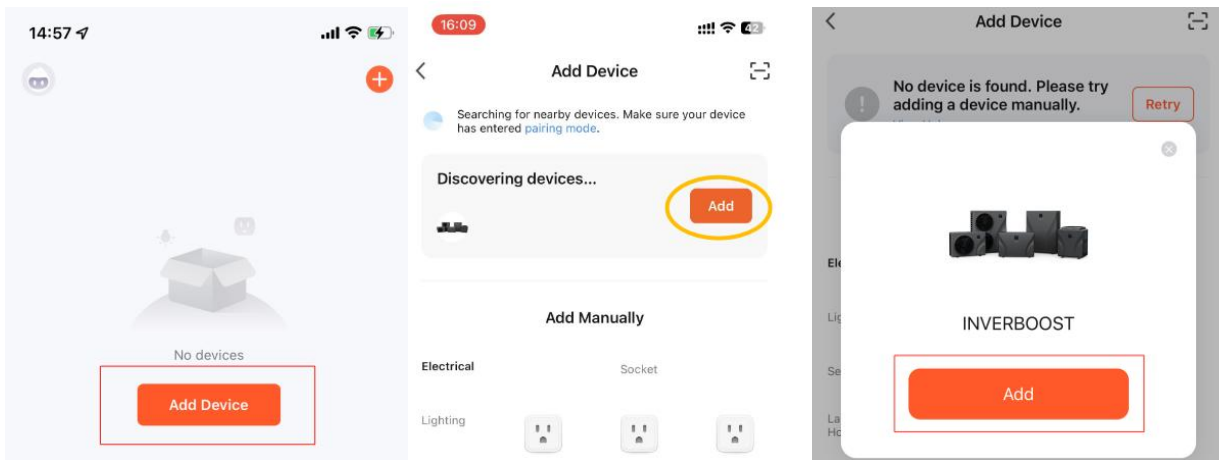 14:57
No devices
Add Device
16:09
42
Add Device
Searching for nearby devices. Make sure your device
has entered pairing mode.
Discovering devices...
Add
Add Manually
Electrical
Socket
Lighting
Add Device
No device is found. Please try
adding a device manually.
Retry
INVERBOOST
Add